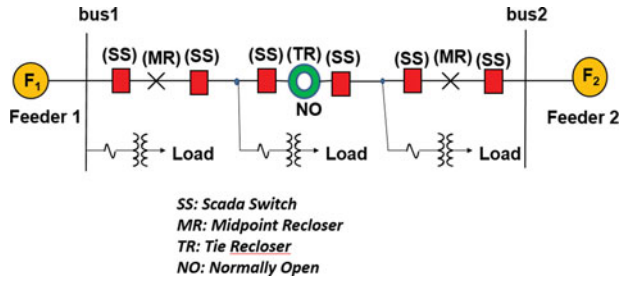 bus1
bus2
(SS) (MR) (SS)
(SS) (TR) (SS)
(SS) (MR) (SS)
F1
F2
Feeder 1
NO
Feeder 2
Load
Load
Load
SS: Scada Switch
MR: Midpoint Recloser
TR: Tie Recloser
NO: Normally Open